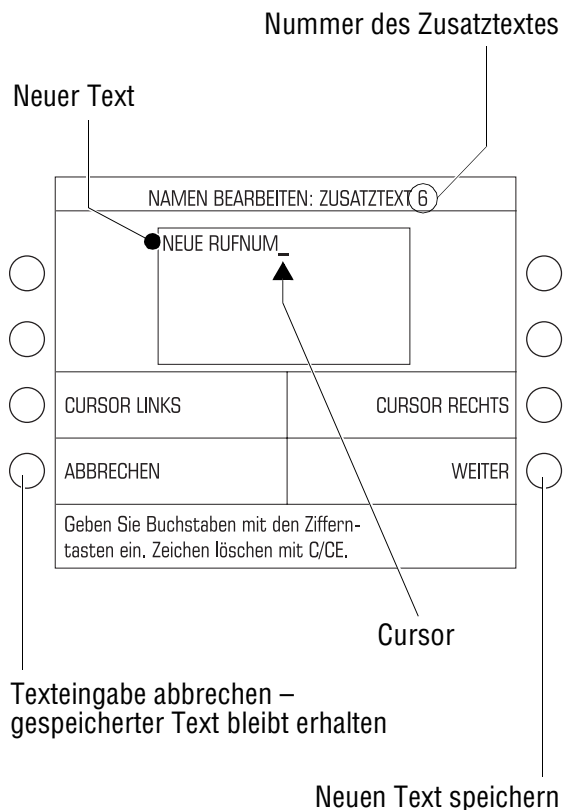 Nummer des Zusatztextes
Neuer Text
NAMEN BEARBEITEN: ZUSATZTEXT 6
NEUE RUFNUM_
CURSOR LINKS
CURSOR RECHTS
ABBRECHEN
WEITER
Geben Sie Buchstaben mit den Ziffern-
tasten ein. Zeichen löschen mit C/CE.
Cursor
Texteingabe abbrechen –
gespeicherter Text bleibt erhalten
Neuen Text speichern